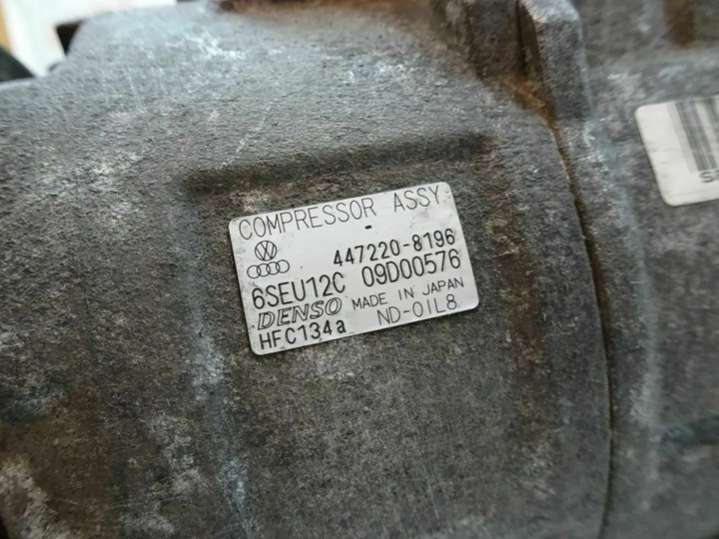 COMPRESSOR ASSY
-
447220-8196
6SEU12C 09D00576
DENSO MADE IN JAPAN
HFC134a ND-OIL8